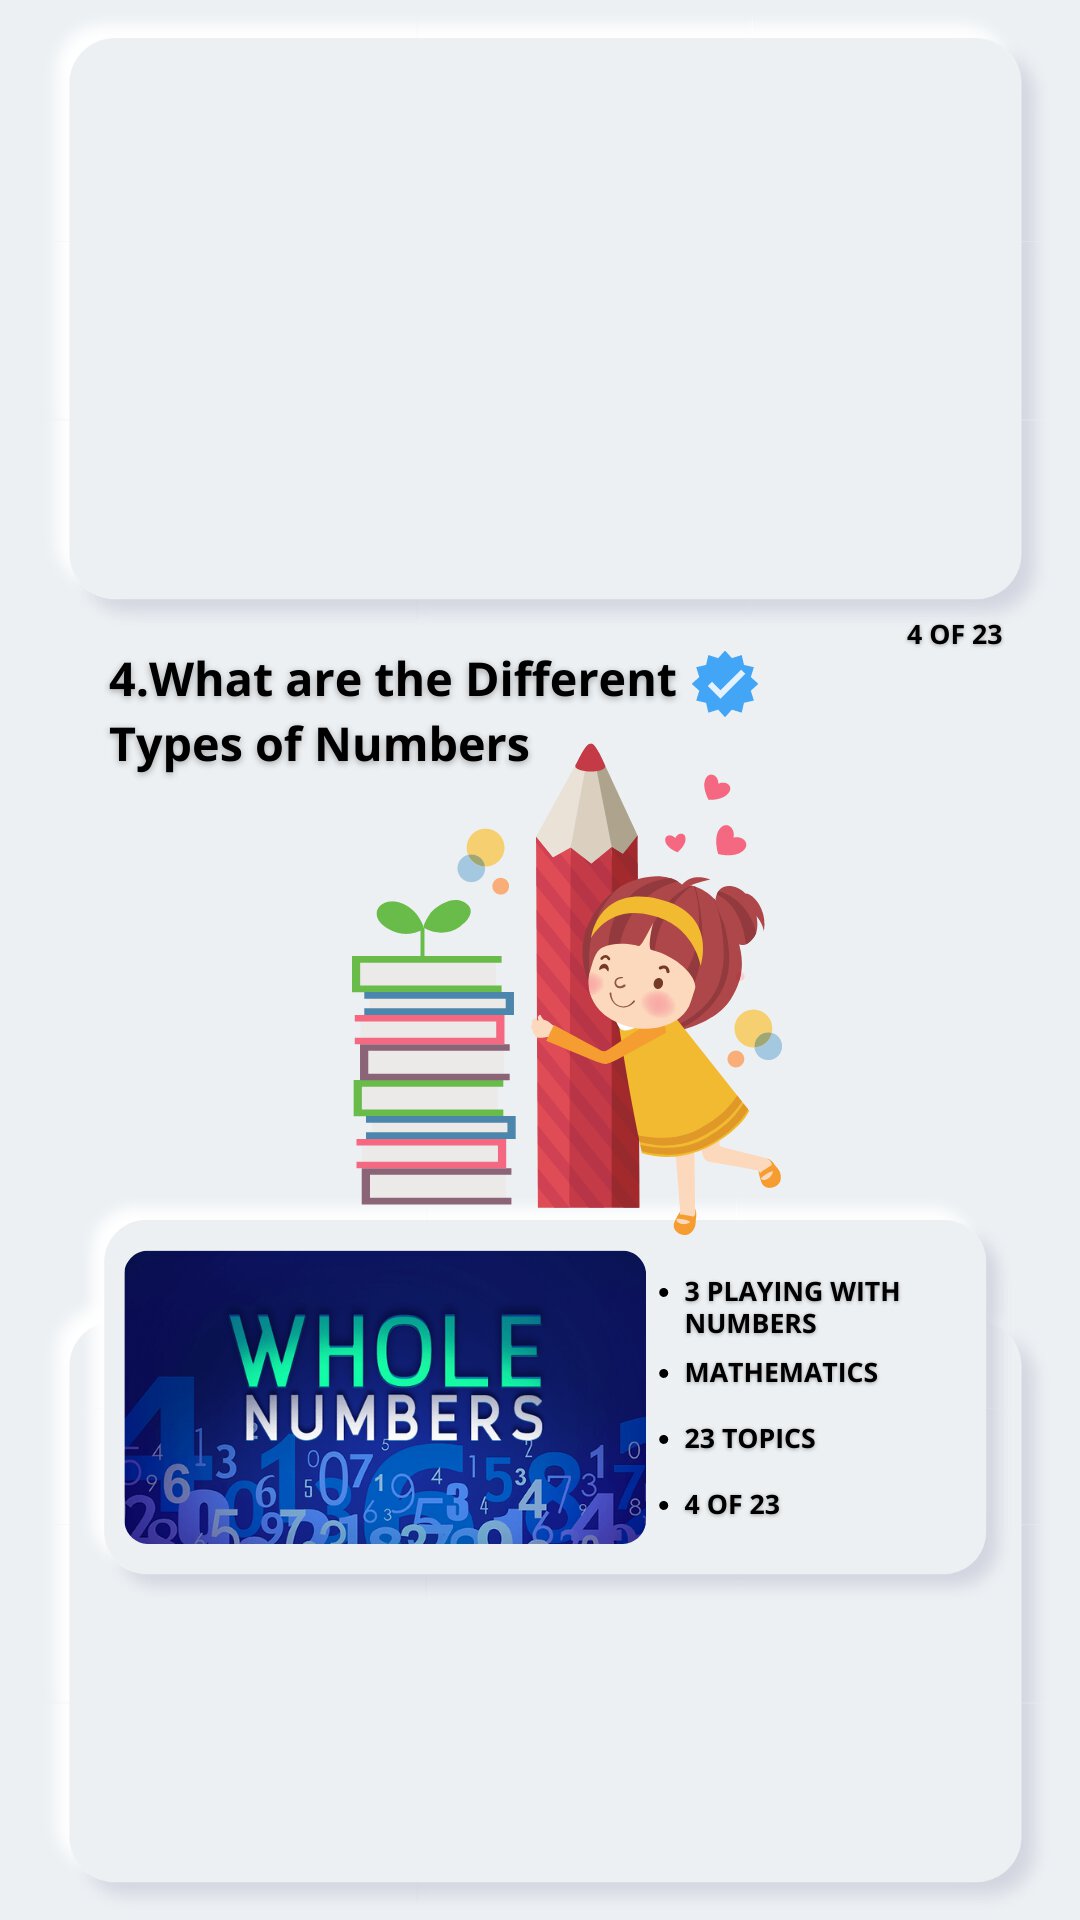 4 OF 23
4.What are the Different
Types of Numbers
WHOLE
NUMBERS
• 3 PLAYING WITH
NUMBERS
• MATHEMATICS
• 23 TOPICS
• 4 OF 23